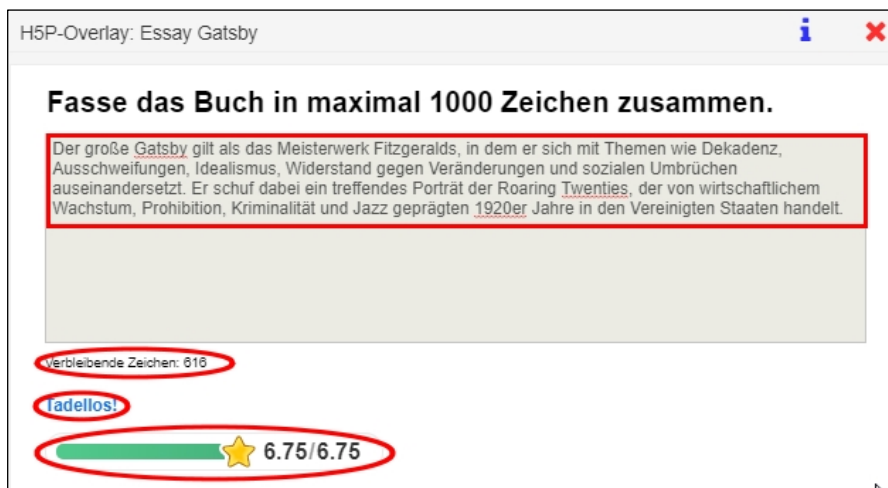 H5P-Overlay: Essay Gatsby
Fasse das Buch in maximal 1000 Zeichen zusammen.
Der große Gatsby gilt als das Meisterwerk Fitzgeralds, in dem er sich mit Themen wie Dekadenz,
Ausschweifungen, Idealismus, Widerstand gegen Veränderungen und sozialen Umbrüchen
auseinandersetzt. Er schuf dabei ein treffendes Porträt der Roaring Twenties, der von wirtschaftlichem
Wachstum, Prohibition, Kriminalität und Jazz geprägten 1920er Jahre in den Vereinigten Staaten handelt.
Verbleibende Zeichen: 616
Tadellos!
6.75/6.75